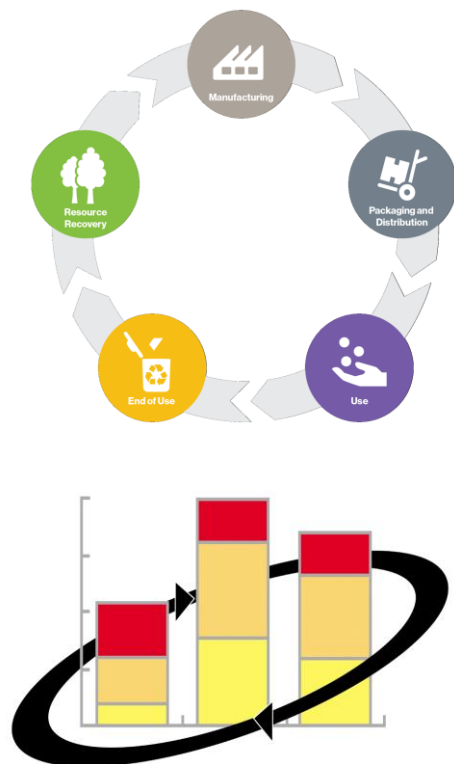 Manufacturing
Packaging and
Distribution
Use
End of Use
Resource
Recovery